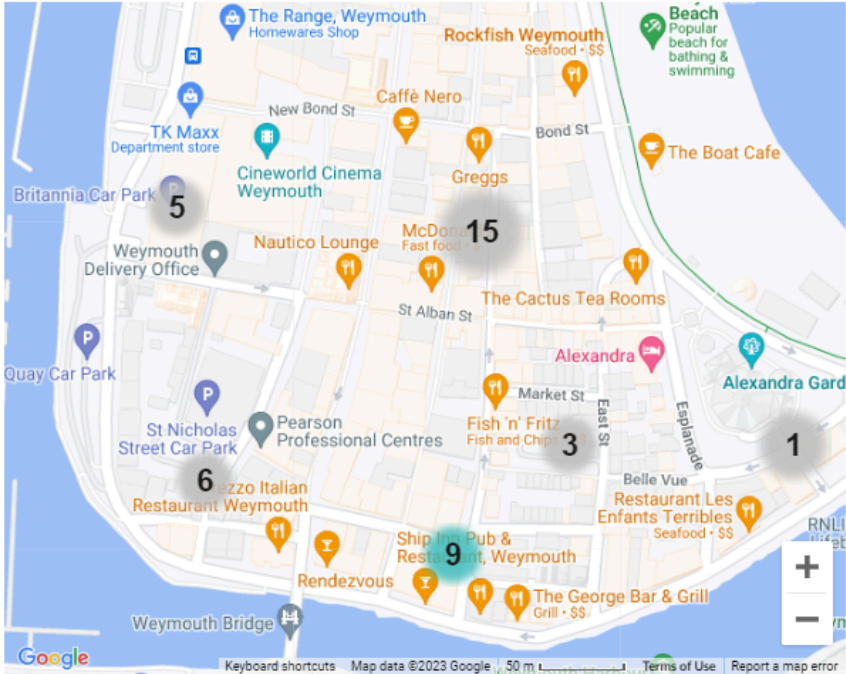 The Range, Weymouth
Homewares Shop
Beach
Popular
beach for
bathing &
swimming
Rockfish Weymouth
Seafood • $$
Caffè Nero
New Bond St
TK Maxx
Department store
Bond St
The Boat Cafe
Cineworld Cinema
Weymouth
Greggs
Britannia Car Park
P
5
15
Fast food
Nautico Lounge
Weymouth
Delivery Office
The Cactus Tea Rooms
St Alban St
P
Quay Car Park
Alexandra
Alexandra Gard
P
St Nicholas
Street Car Park
Market St
East St
Esplanade
Pearson
Professional Centres
Fish 'n' Fritz
Fish and Chip
3
1
6
Belle Vue
ezzo Italian
Restaurant Weymouth
Restaurant Les
Enfants Terribles
Seafood • $$
RNLI
Lifeb
Ship Inn Pub &
Restaurant, Weymouth
9
Rendezvous
The George Bar & Grill
Grill • $$
Weymouth Bridge
+
−
Google
Keyboard shortcuts
Map data ©2023 Google
50 m
Terms of Use
Report a map error